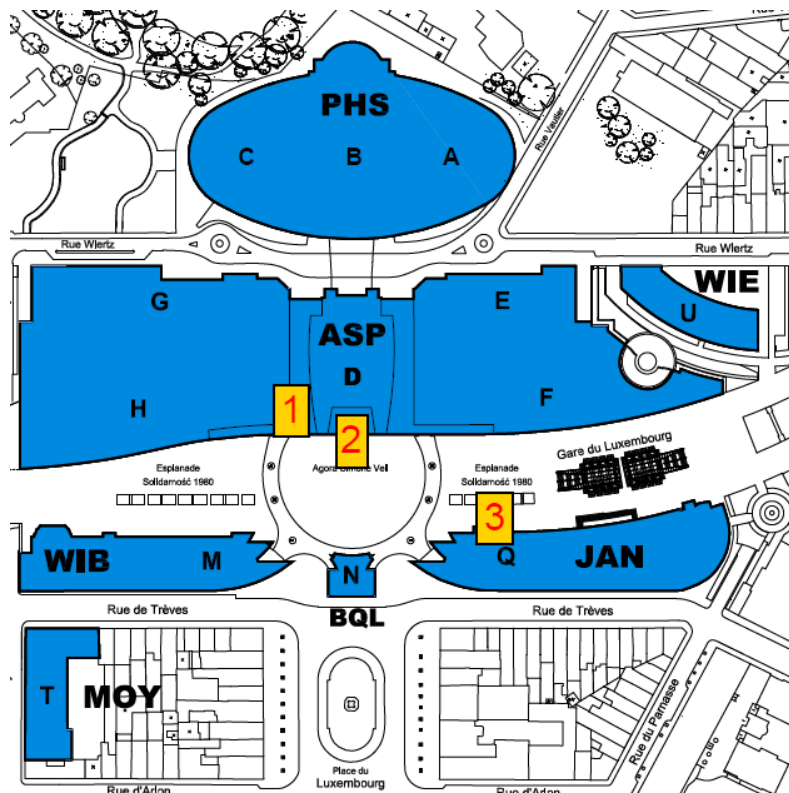 Rue V
PHS
C
B
A
Rue Vautier
Rue Wiertz
Rue Wiertz
G
E
WIE
U
ASP
D
H
F
1
2
Agora Simone Veil
Gare du Luxembourg
Esplanade
Solidarność 1980
Esplanade
Solidarność 1980
3
WIB
M
N
Q
JAN
Rue de Trèves
BQL
Rue de Trèves
T
MOY
Rue du Parnasse
Place du
Luxembourg
Rue d'Arlon
Rue d'Arlon